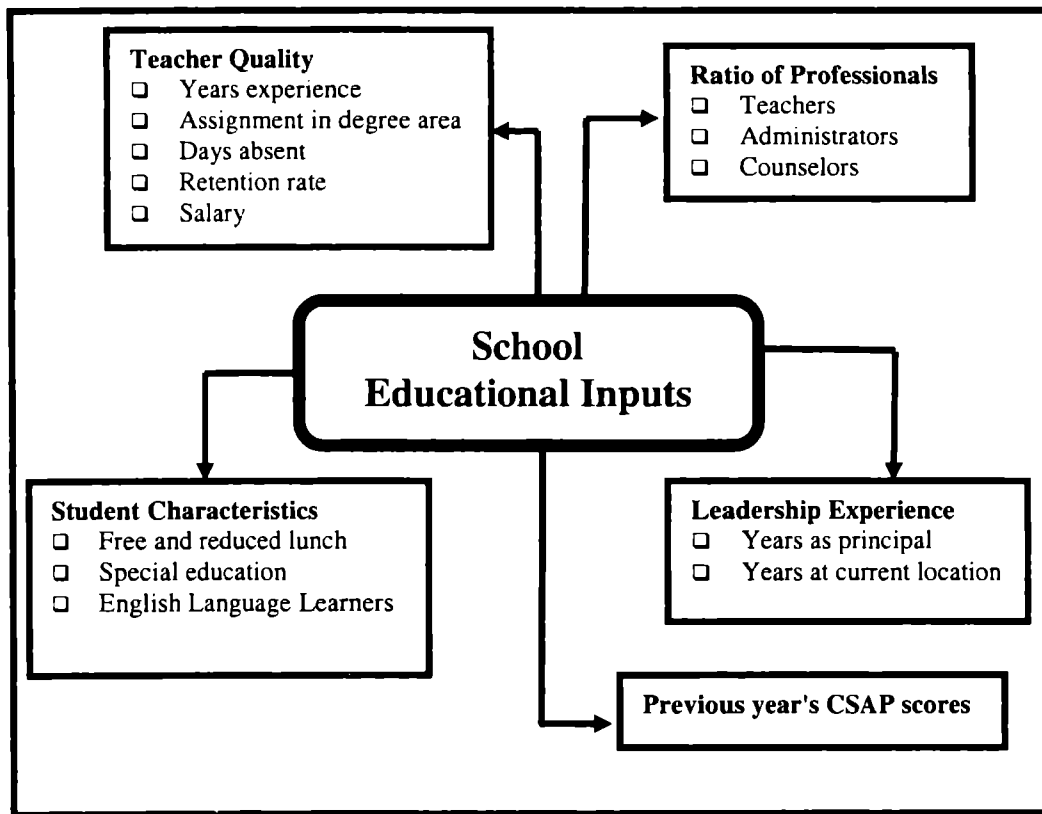 Teacher Quality
❑ Years experience
❑ Assignment in degree area
❑ Days absent
❑ Retention rate
❑ Salary
Ratio of Professionals
❑ Teachers
❑ Administrators
❑ Counselors
School
Educational Inputs
Student Characteristics
❑ Free and reduced lunch
❑ Special education
❑ English Language Learners
Leadership Experience
❑ Years as principal
❑ Years at current location
Previous year's CSAP scores